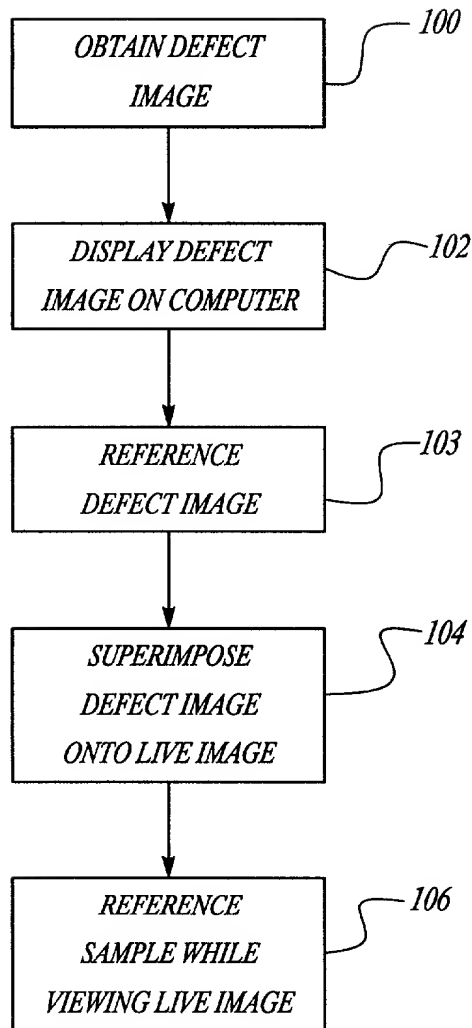 OBTAIN DEFECT
IMAGE
100
DISPLAY DEFECT
IMAGE ON COMPUTER
102
REFERENCE
DEFECT IMAGE
103
SUPERIMPOSE
DEFECT IMAGE
ONTO LIVE IMAGE
104
REFERENCE
SAMPLE WHILE
VIEWING LIVE IMAGE
106